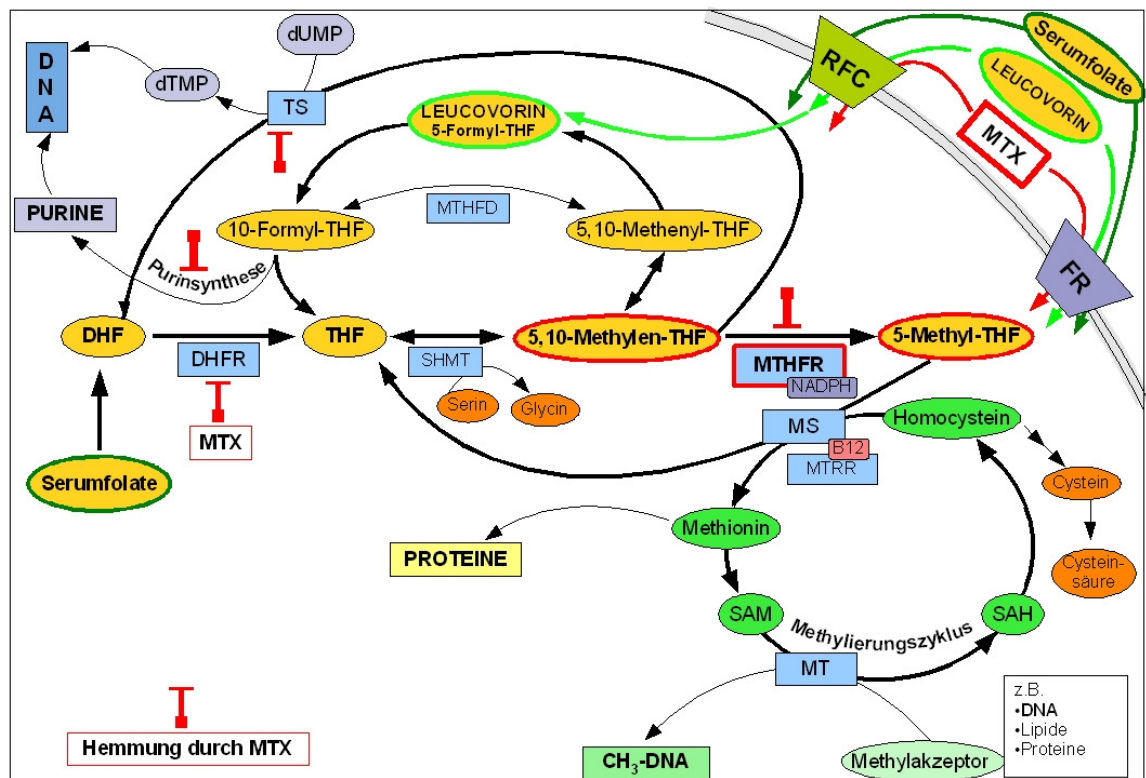 dUMP
RFC
Serumfolate
LEUCOVORIN
MTX
FR
D
N
A
dTMP
TS
LEUCOVORIN
5-Formyl-THF
PURINE
10-Formyl-THF
MTHFD
5,10-Methenyl-THF
Purinsynthese
DHF
THF
5,10-Methylen-THF
5-Methyl-THF
DHFR
SHMT
MTHFR
NADPH
Serin
Glycin
MTX
MS
Homocystein
B12
MTRR
Serumfolate
Cystein
Methionin
PROTEINE
Cystein-
säure
SAM
Methylierungszyklus
SAH
MT
z.B.
•DNA
•Lipide
•Proteine
Hemmung durch MTX
CH₃-DNA
Methylakzeptor